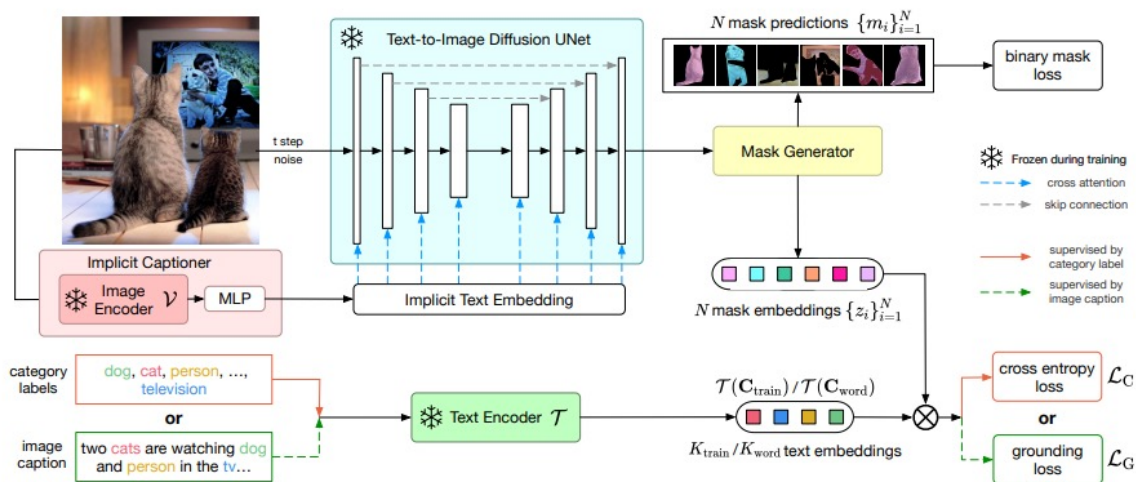 Text-to-Image Diffusion UNet
t step
noise
N mask predictions {m_i}_{i=1}^N
binary mask
loss
Mask Generator
Frozen during training
cross attention
skip connection
supervised by
category label
supervised by
image caption
Implicit Captioner
Image
Encoder 𝒱
MLP
Implicit Text Embedding
N mask embeddings {z_i}_{i=1}^N
category
labels
dog, cat, person, …,
television
or
image
caption
two cats are watching dog
and person in the tv…
Text Encoder 𝒯
𝒯(C_train)/𝒯(C_word)
K_train/K_word text embeddings
cross entropy
loss
ℒ_C
or
grounding
loss
ℒ_G